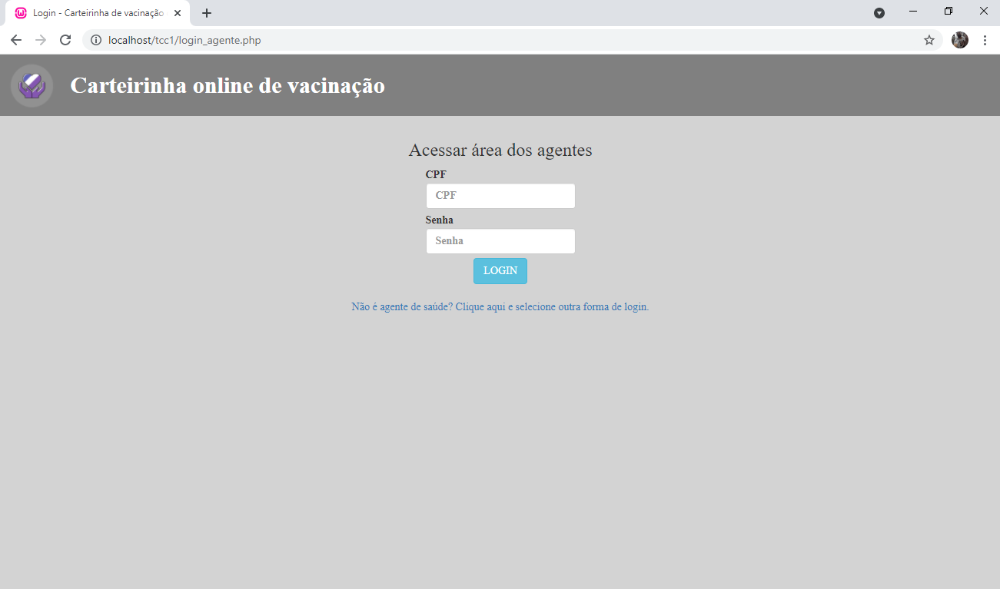 Login - Carteirinha de vacinação
localhost/tcc1/login_agente.php
Carteirinha online de vacinação
Acessar área dos agentes
CPF
CPF
Senha
Senha
LOGIN
Não é agente de saúde? Clique aqui e selecione outra forma de login.